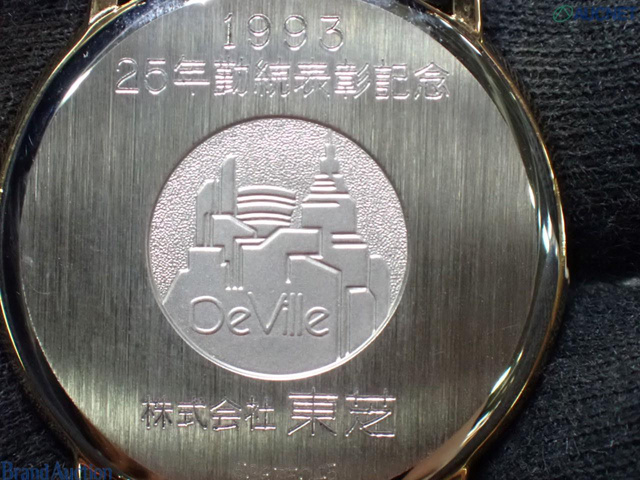 1993
25年勤続表彰記念
DeVille
株式会社 東芝
Brand Auction